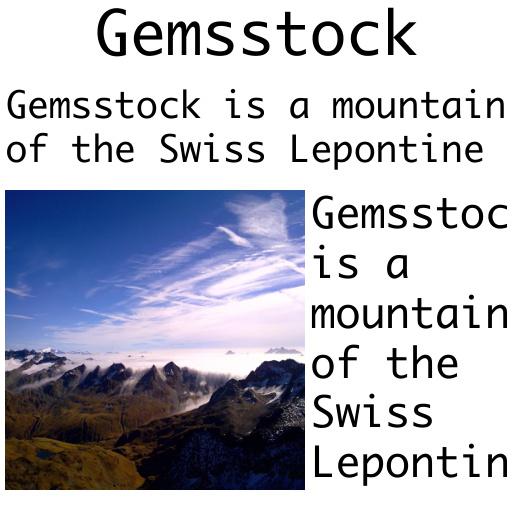 Gemsstock
Gemsstock is a mountain
of the Swiss Lepontine
Gemsstoc
is a
mountain
of the
Swiss
Lepontin